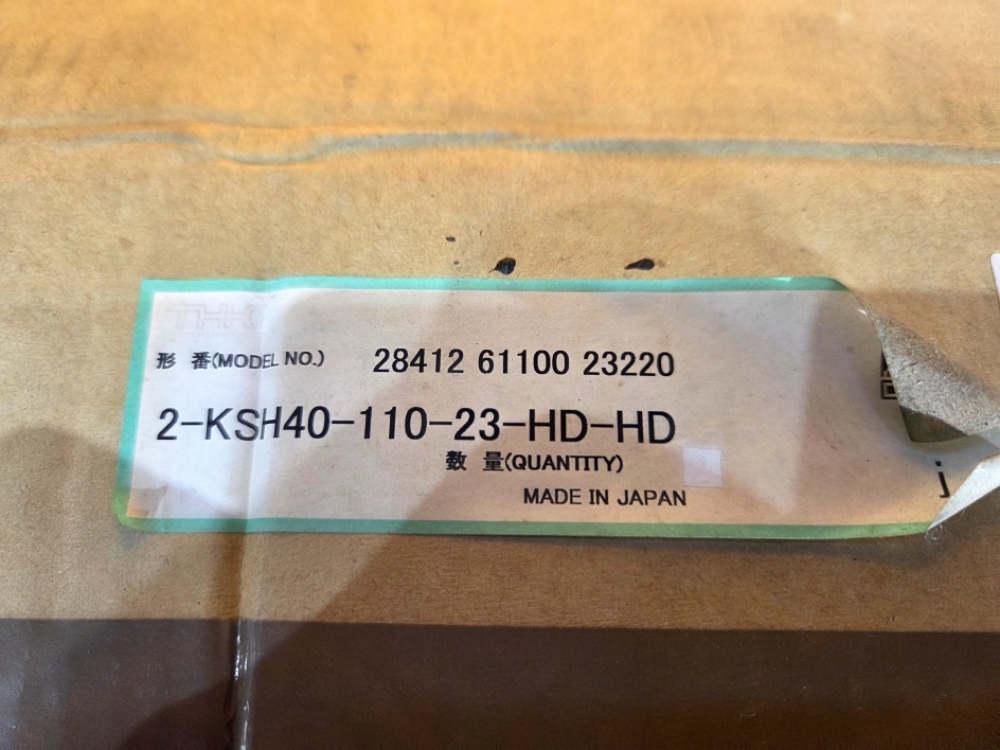 THK
形 番(MODEL NO.) 28412 61100 23220
2-KSH40-110-23-HD-HD
数 量(QUANTITY)
MADE IN JAPAN
j